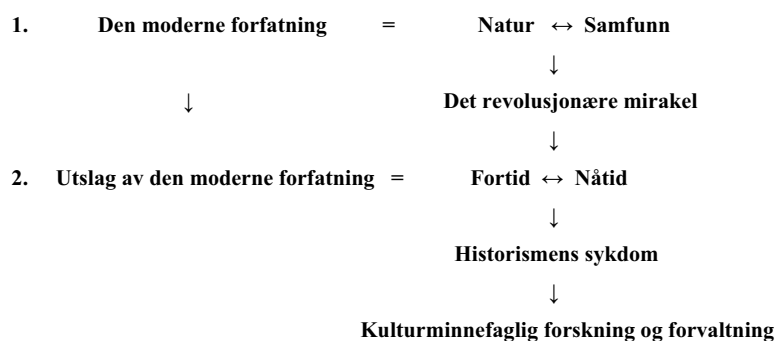 1. Den moderne forfatning = Natur ↔ Samfunn
↓
↓ Det revolusjonære mirakel
↓
2. Utslag av den moderne forfatning = Fortid ↔ Nåtid
↓
Historismens sykdom
↓
Kulturminnefaglig forskning og forvaltning